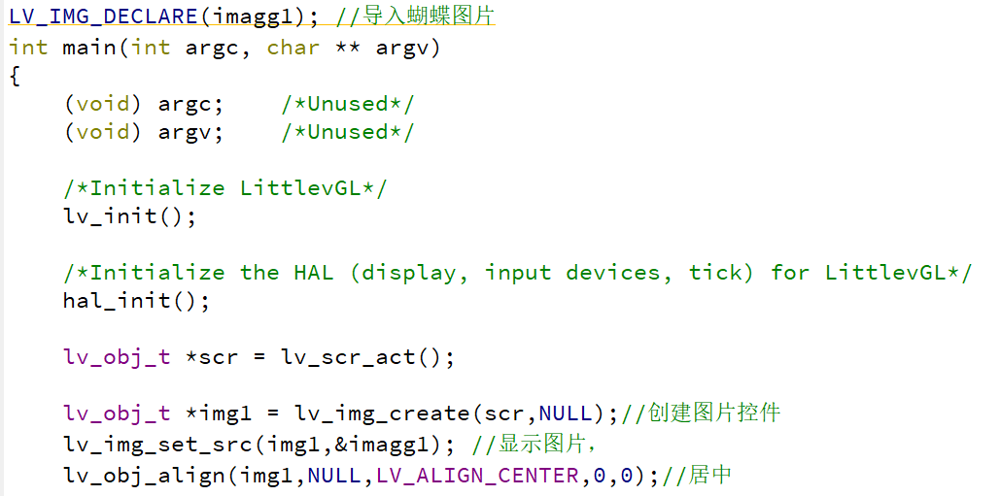 LV_IMG_DECLARE(imagg1); //导入蝴蝶图片
int main(int argc, char ** argv)
{
(void) argc; /*Unused*/
(void) argv; /*Unused*/
/*Initialize LittlevGL*/
lv_init();
/*Initialize the HAL (display, input devices, tick) for LittlevGL*/
hal_init();
lv_obj_t *scr = lv_scr_act();
lv_obj_t *img1 = lv_img_create(scr,NULL);//创建图片控件
lv_img_set_src(img1,&imagg1); //显示图片，
lv_obj_align(img1,NULL,LV_ALIGN_CENTER,0,0);//居中